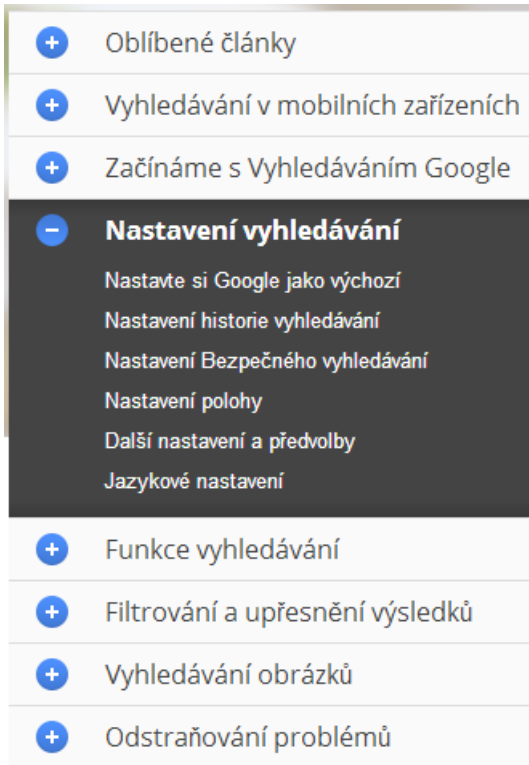 Oblíbené články
Vyhledávání v mobilních zařízeních
Začínáme s Vyhledáváním Google
Nastavení vyhledávání
Nastavte si Google jako výchozí
Nastavení historie vyhledávání
Nastavení Bezpečného vyhledávání
Nastavení polohy
Další nastavení a předvolby
Jazykové nastavení
Funkce vyhledávání
Filtrování a upřesnění výsledků
Vyhledávání obrázků
Odstraňování problémů